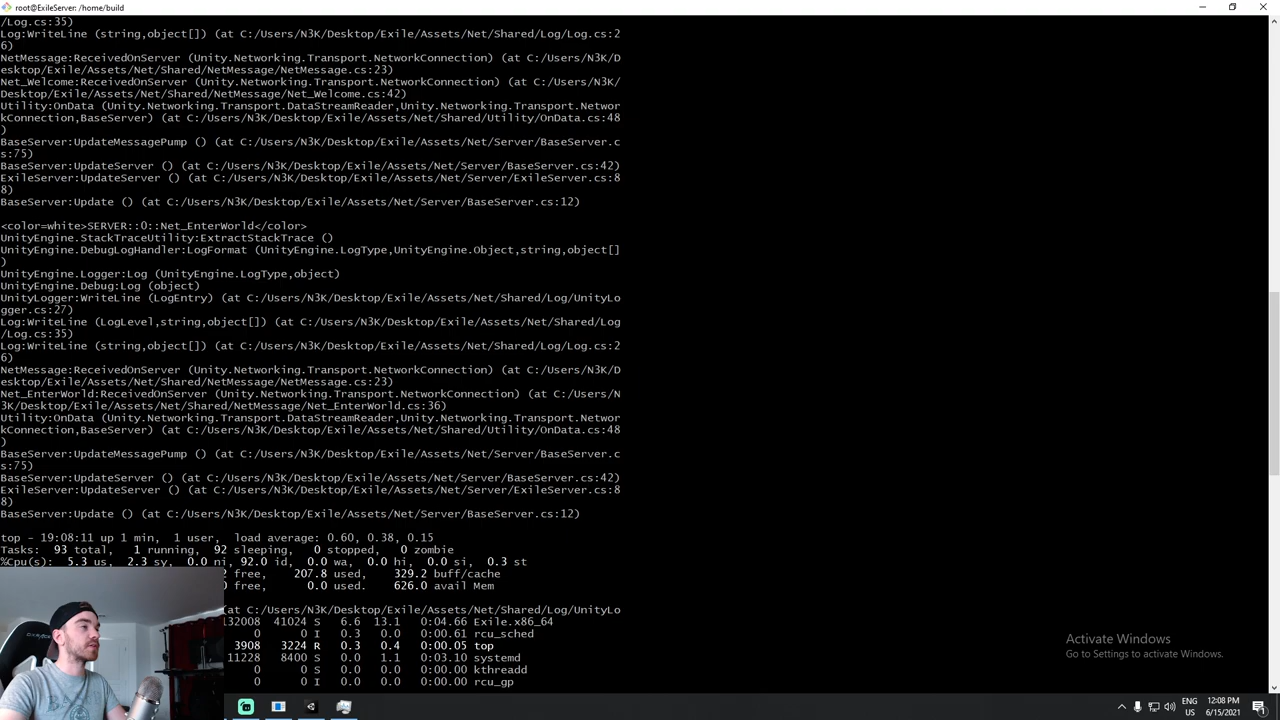 root@ExileServer: /home/build
/Log.cs:35)
Log:WriteLine (string,object[]) (at C:/Users/N3K/Desktop/Exile/Assets/Net/Shared/Log/Log.cs:2
6)
NetMessage:ReceivedOnServer (Unity.Networking.Transport.NetworkConnection) (at C:/Users/N3K/D
esktop/Exile/Assets/Net/Shared/NetMessage/NetMessage.cs:23)
Net_Welcome:ReceivedOnServer (Unity.Networking.Transport.NetworkConnection) (at C:/Users/N3K/
Desktop/Exile/Assets/Net/Shared/NetMessage/Net_Welcome.cs:42)
Utility:OnData (Unity.Networking.Transport.DataStreamReader,Unity.Networking.Transport.Networ
kConnection,BaseServer) (at C:/Users/N3K/Desktop/Exile/Assets/Net/Shared/Utility/OnData.cs:48
)
BaseServer:UpdateMessagePump () (at C:/Users/N3K/Desktop/Exile/Assets/Net/Server/BaseServer.c
s:75)
BaseServer:UpdateServer () (at C:/Users/N3K/Desktop/Exile/Assets/Net/Server/BaseServer.cs:42)
ExileServer:UpdateServer () (at C:/Users/N3K/Desktop/Exile/Assets/Net/Server/ExileServer.cs:8
8)
BaseServer:Update () (at C:/Users/N3K/Desktop/Exile/Assets/Net/Server/BaseServer.cs:12)
<color=white>SERVER::0::Net_EnterWorld</color>
UnityEngine.StackTraceUtility:ExtractStackTrace ()
UnityEngine.DebugLogHandler:LogFormat (UnityEngine.LogType,UnityEngine.Object,string,object[]
)
UnityEngine.Logger:Log (UnityEngine.LogType,object)
UnityEngine.Debug:Log (object)
UnityLogger:WriteLine (LogEntry) (at C:/Users/N3K/Desktop/Exile/Assets/Net/Shared/Log/UnityLo
gger.cs:27)
Log:WriteLine (LogLevel,string,object[]) (at C:/Users/N3K/Desktop/Exile/Assets/Net/Shared/Log
/Log.cs:35)
Log:WriteLine (string,object[]) (at C:/Users/N3K/Desktop/Exile/Assets/Net/Shared/Log/Log.cs:2
6)
NetMessage:ReceivedOnServer (Unity.Networking.Transport.NetworkConnection) (at C:/Users/N3K/D
esktop/Exile/Assets/Net/Shared/NetMessage/NetMessage.cs:23)
Net_EnterWorld:ReceivedOnServer (Unity.Networking.Transport.NetworkConnection) (at C:/Users/N
3K/Desktop/Exile/Assets/Net/Shared/NetMessage/Net_EnterWorld.cs:36)
Utility:OnData (Unity.Networking.Transport.DataStreamReader,Unity.Networking.Transport.Networ
kConnection,BaseServer) (at C:/Users/N3K/Desktop/Exile/Assets/Net/Shared/Utility/OnData.cs:48
)
BaseServer:UpdateMessagePump () (at C:/Users/N3K/Desktop/Exile/Assets/Net/Server/BaseServer.c
s:75)
BaseServer:UpdateServer () (at C:/Users/N3K/Desktop/Exile/Assets/Net/Server/BaseServer.cs:42)
ExileServer:UpdateServer () (at C:/Users/N3K/Desktop/Exile/Assets/Net/Server/ExileServer.cs:8
8)
BaseServer:Update () (at C:/Users/N3K/Desktop/Exile/Assets/Net/Server/BaseServer.cs:12)
top - 19:08:11 up 1 min,  1 user,  load average: 0.60, 0.38, 0.15
Tasks:  93 total,   1 running,  92 sleeping,   0 stopped,   0 zombie
%Cpu(s):  5.3 us,  2.3 sy,  0.0 ni, 92.0 id,  0.0 wa,  0.0 hi,  0.0 si,  0.3 st
free,    207.8 used,    329.2 buff/cache
free,      0.0 used.    626.0 avail Mem
(at C:/Users/N3K/Desktop/Exile/Assets/Net/Shared/Log/UnityLo
132008  41024 S   6.6  13.1   0:04.66 Exile.x86_64
0      0 I   0.3   0.0   0:00.61 rcu_sched
3908   3224 R   0.3   0.4   0:00.05 top
11228   8400 S   0.0   1.1   0:03.10 systemd
0      0 S   0.0   0.0   0:00.00 kthreadd
0      0 I   0.0   0.0   0:00.00 rcu_gp
Activate Windows
Go to Settings to activate Windows.
ENG
US
12:08 PM
6/15/2021